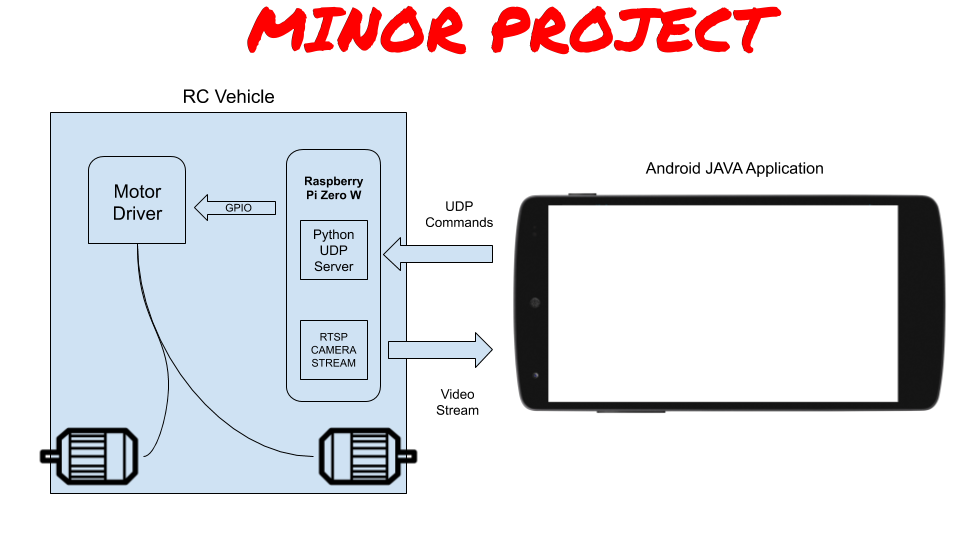 MINOR PROJECT
RC Vehicle
Motor
Driver
GPIO
Raspberry
Pi Zero W
Python
UDP
Server
RTSP
CAMERA
STREAM
UDP
Commands
Video
Stream
Android JAVA Application